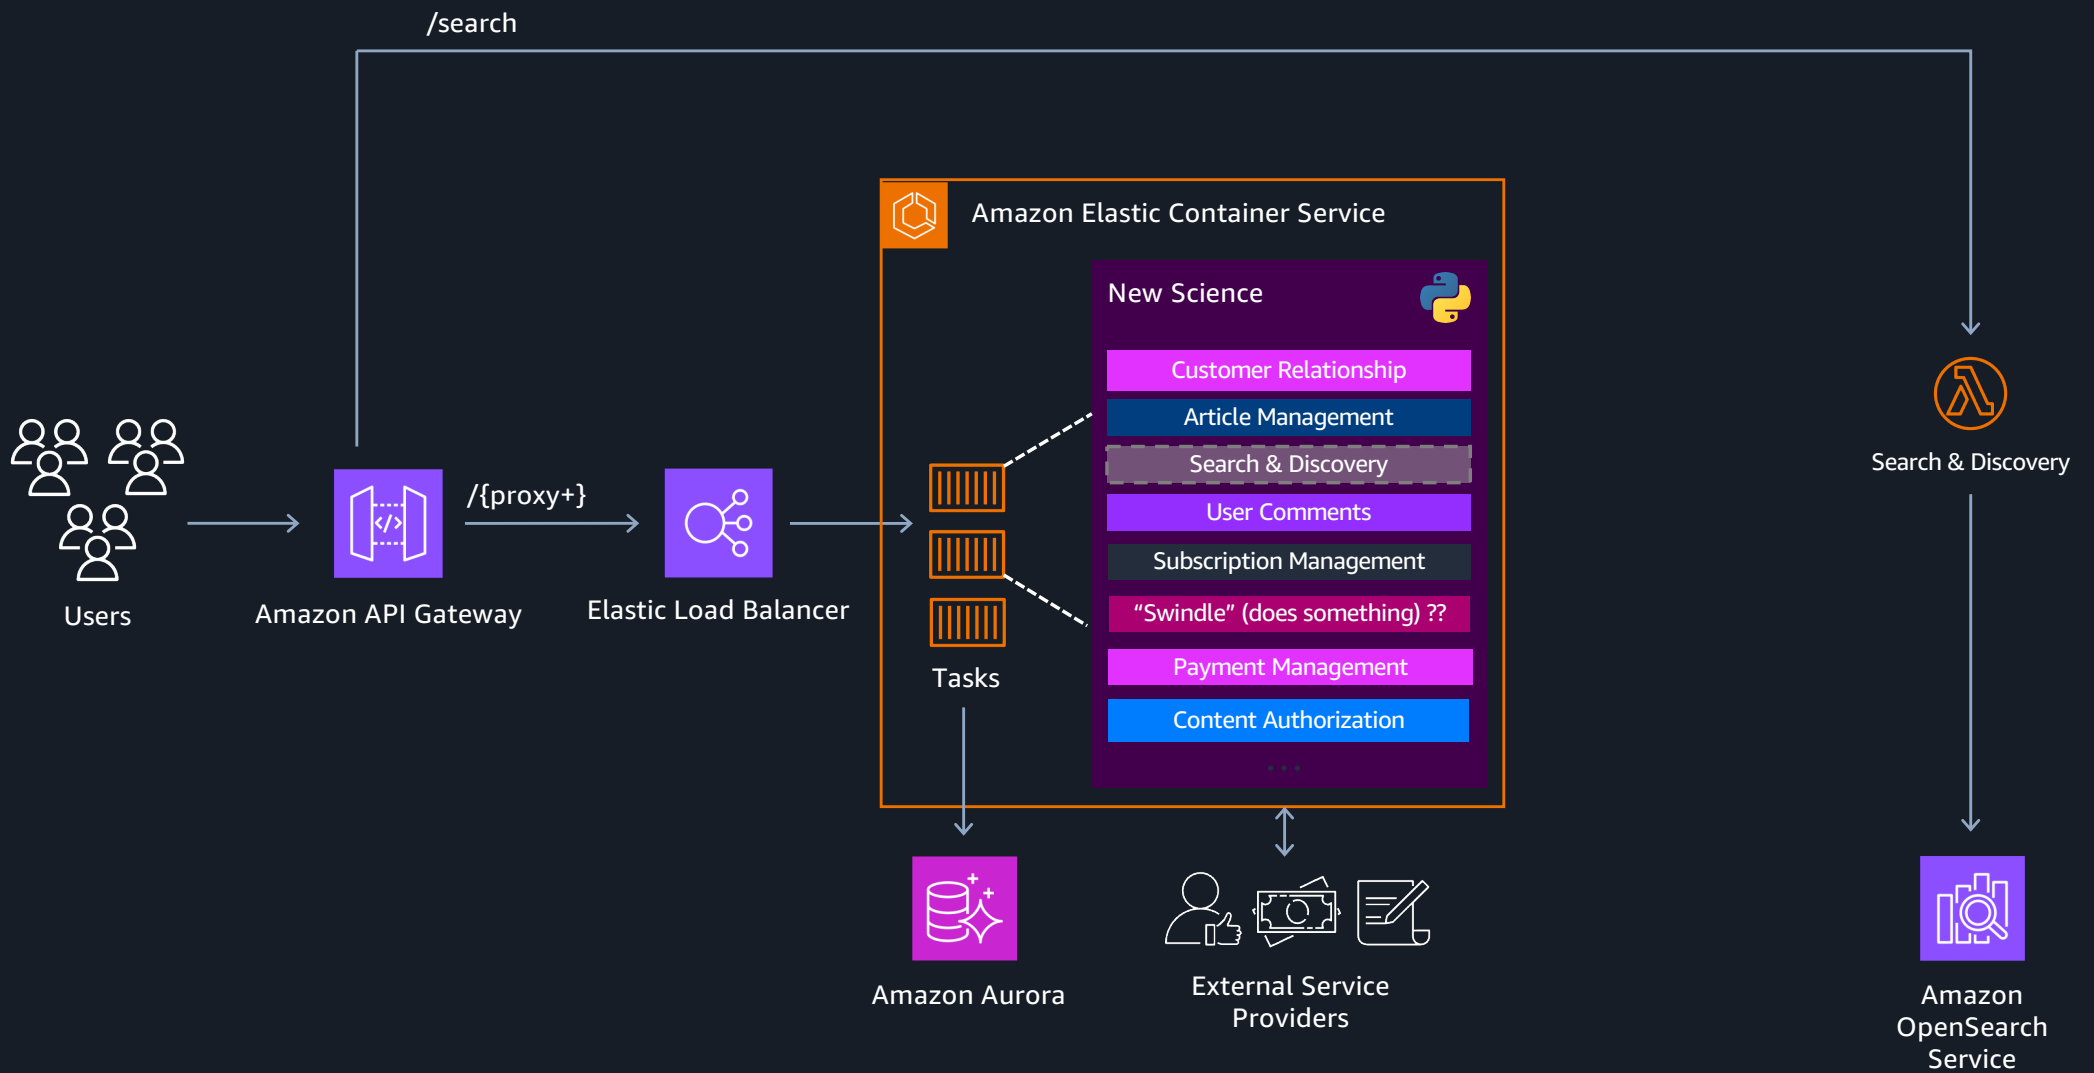 /search
Amazon Elastic Container Service
New Science
Customer Relationship
Article Management
Search & Discovery
User Comments
Subscription Management
“Swindle” (does something) ??
Payment Management
Content Authorization
...
/{proxy+}
</>
Users
Amazon API Gateway
Elastic Load Balancer
Tasks
Search & Discovery
Amazon Aurora
External Service
Providers
Amazon
OpenSearch
Service